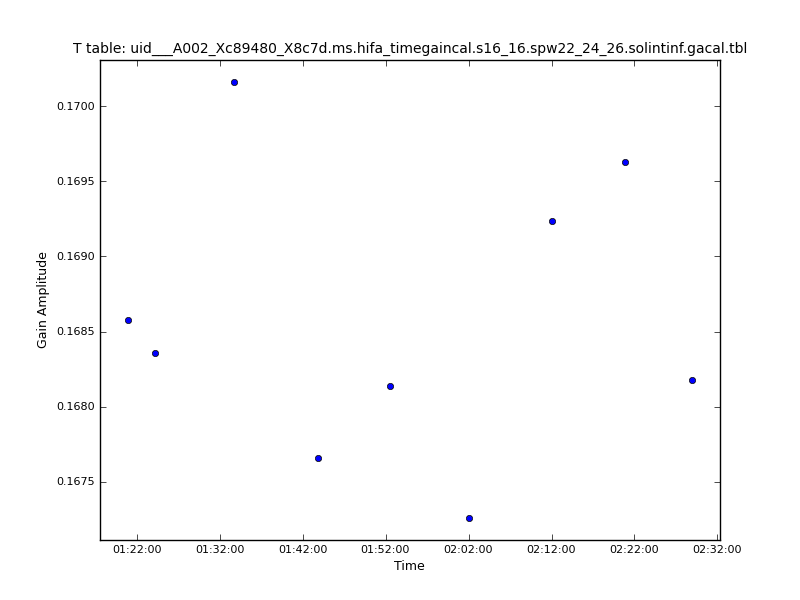 T table: uid___A002_Xc89480_X8c7d.ms.hifa_timegaincal.s16_16.spw22_24_26.solintinf.gacal.tbl
0.1700
0.1695
0.1690
0.1685
0.1680
0.1675
Gain Amplitude
01:22:00 01:32:00 01:42:00 01:52:00 02:02:00 02:12:00 02:22:00 02:32:00
Time